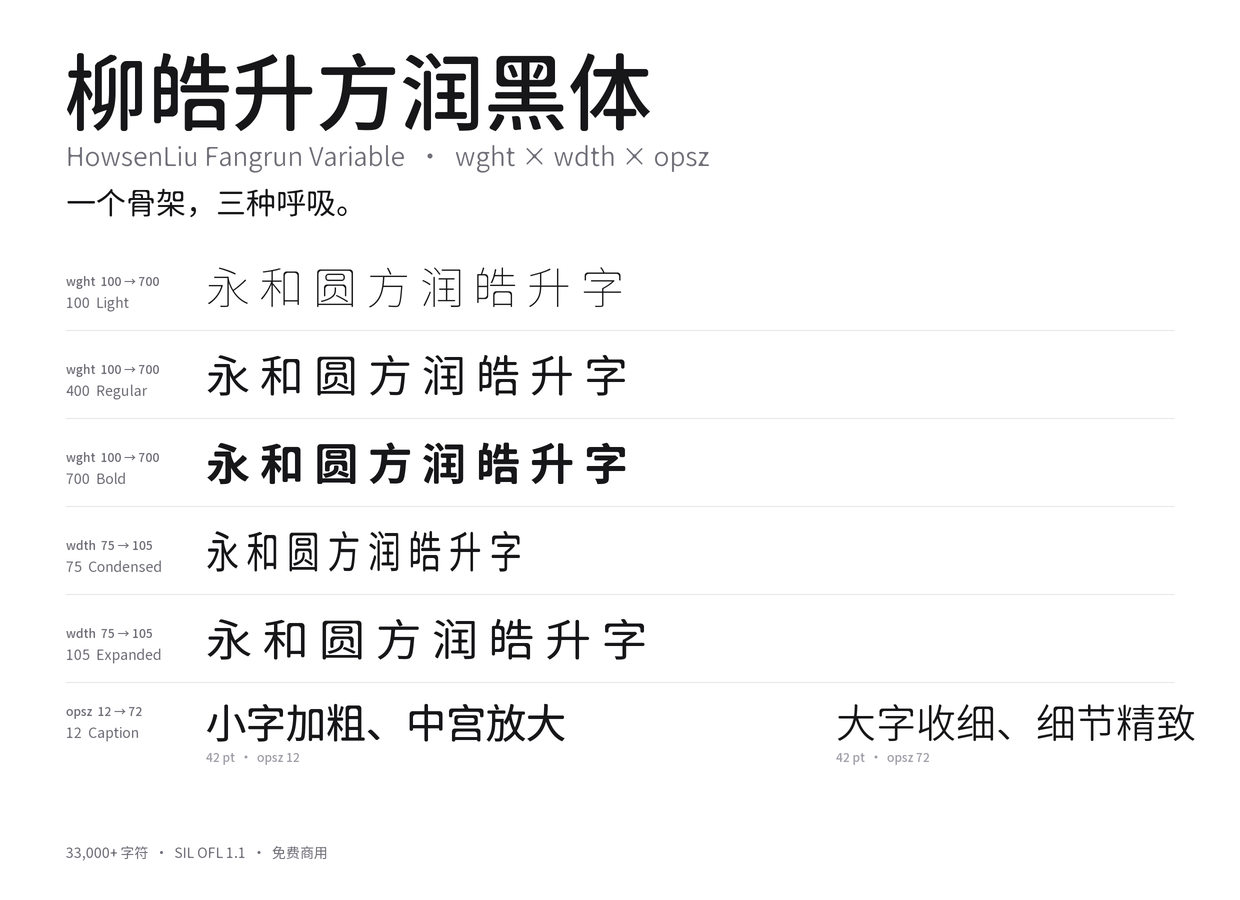 柳皓升方润黑体
HowsenLiu Fangrun Variable • wght × wdth × opsz
一个骨架，三种呼吸。
wght 100→700
100 Light
永和圆方润皓升字
wght 100→700
400 Regular
永和圆方润皓升字
wght 100→700
700 Bold
永和圆方润皓升字
wdth 75→105
75 Condensed
永和圆方润皓升字
wdth 75→105
105 Expanded
永和圆方润皓升字
opsz 12→72
12 Caption
小字加粗、中宫放大
42 pt • opsz 12
大字收细、细节精致
42 pt • opsz 72
33,000+ 字符 • SIL OFL 1.1 • 免费商用